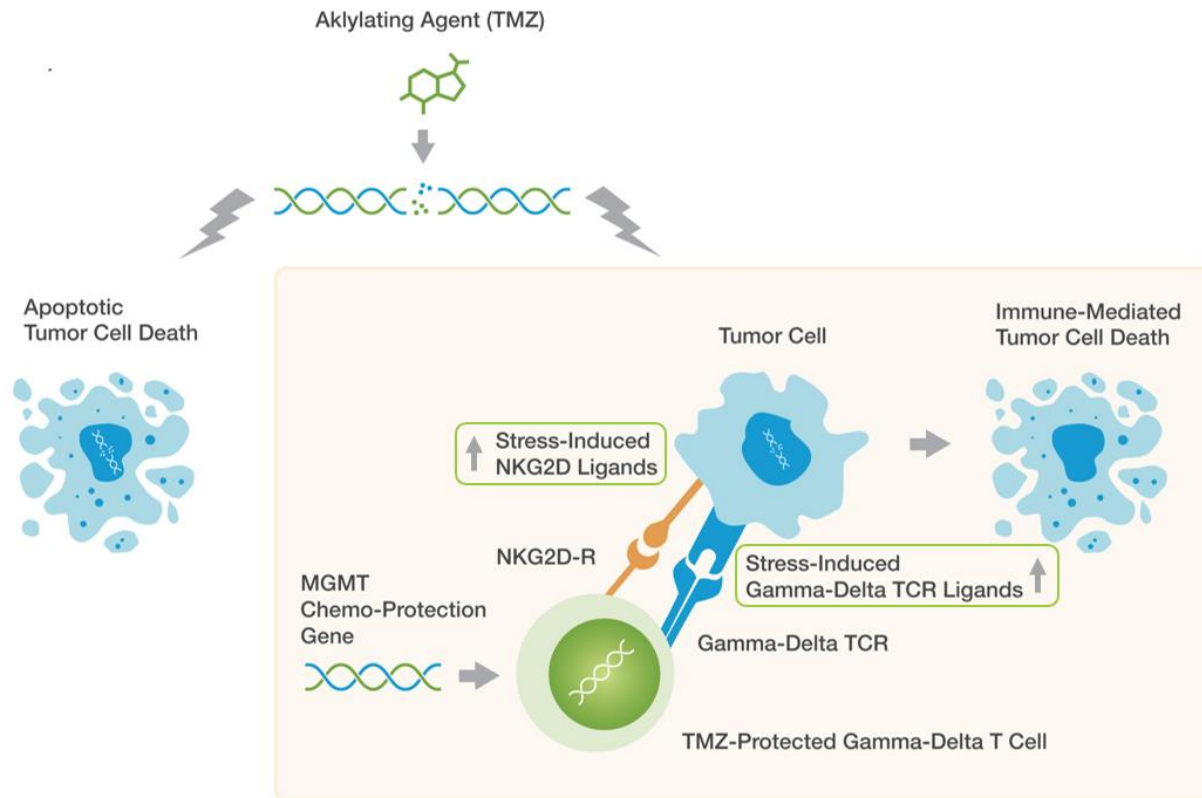 Aklylating Agent (TMZ)
Apoptotic
Tumor Cell Death
Tumor Cell
Immune-Mediated
Tumor Cell Death
Stress-Induced
NKG2D Ligands
NKG2D-R
Stress-Induced
Gamma-Delta TCR Ligands
MGMT
Chemo-Protection
Gene
Gamma-Delta TCR
TMZ-Protected Gamma-Delta T Cell